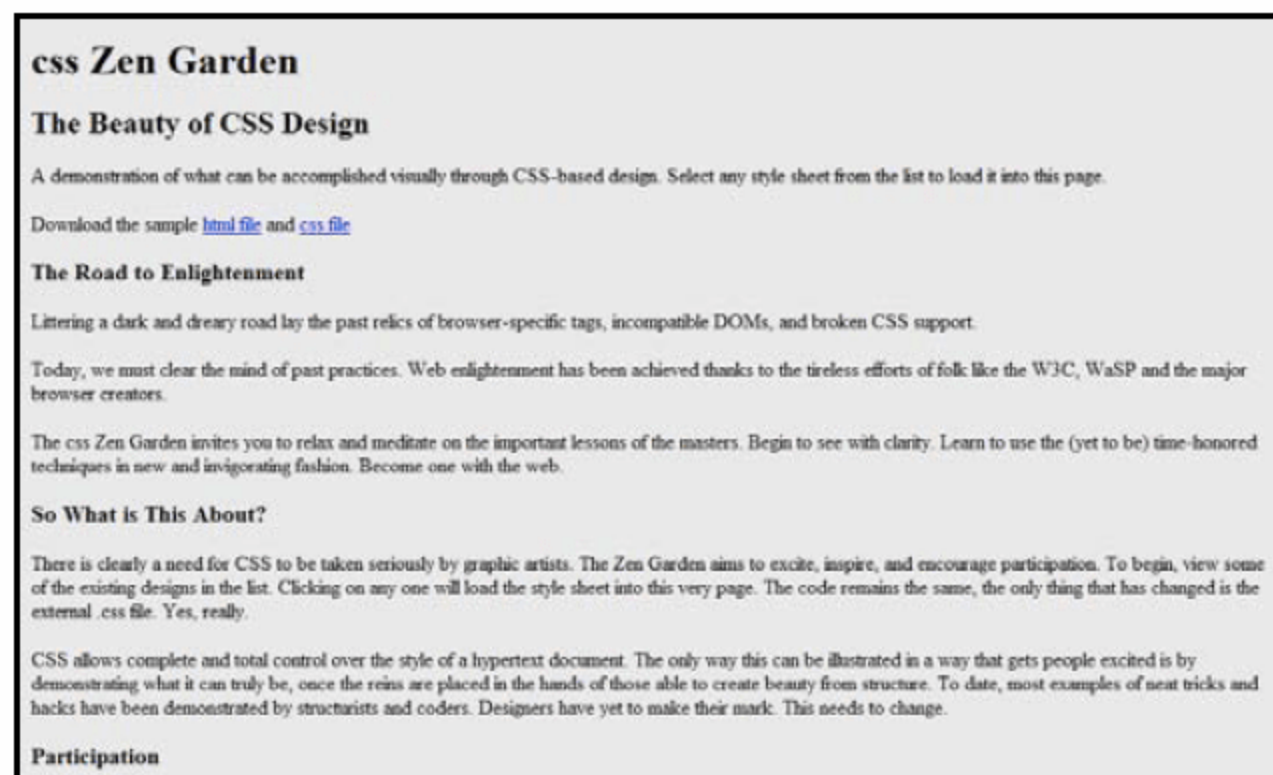 css Zen Garden
The Beauty of CSS Design
A demonstration of what can be accomplished visually through CSS-based design. Select any style sheet from the list to load it into this page.
Download the sample html file and css file
The Road to Enlightenment
Littering a dark and dreary road lay the past relics of browser-specific tags, incompatible DOMs, and broken CSS support.
Today, we must clear the mind of past practices. Web enlightenment has been achieved thanks to the tireless efforts of folk like the W3C, WaSP and the major
browser creators.
The css Zen Garden invites you to relax and meditate on the important lessons of the masters. Begin to see with clarity. Learn to use the (yet to be) time-honored
techniques in new and invigorating fashion. Become one with the web.
So What is This About?
There is clearly a need for CSS to be taken seriously by graphic artists. The Zen Garden aims to excite, inspire, and encourage participation. To begin, view some
of the existing designs in the list. Clicking on any one will load the style sheet into this very page. The code remains the same, the only thing that has changed is the
external .css file. Yes, really.
CSS allows complete and total control over the style of a hypertext document. The only way this can be illustrated in a way that gets people excited is by
demonstrating what it can truly be, once the reins are placed in the hands of those able to create beauty from structure. To date, most examples of neat tricks and
hacks have been demonstrated by structurists and coders. Designers have yet to make their mark. This needs to change.
Participation